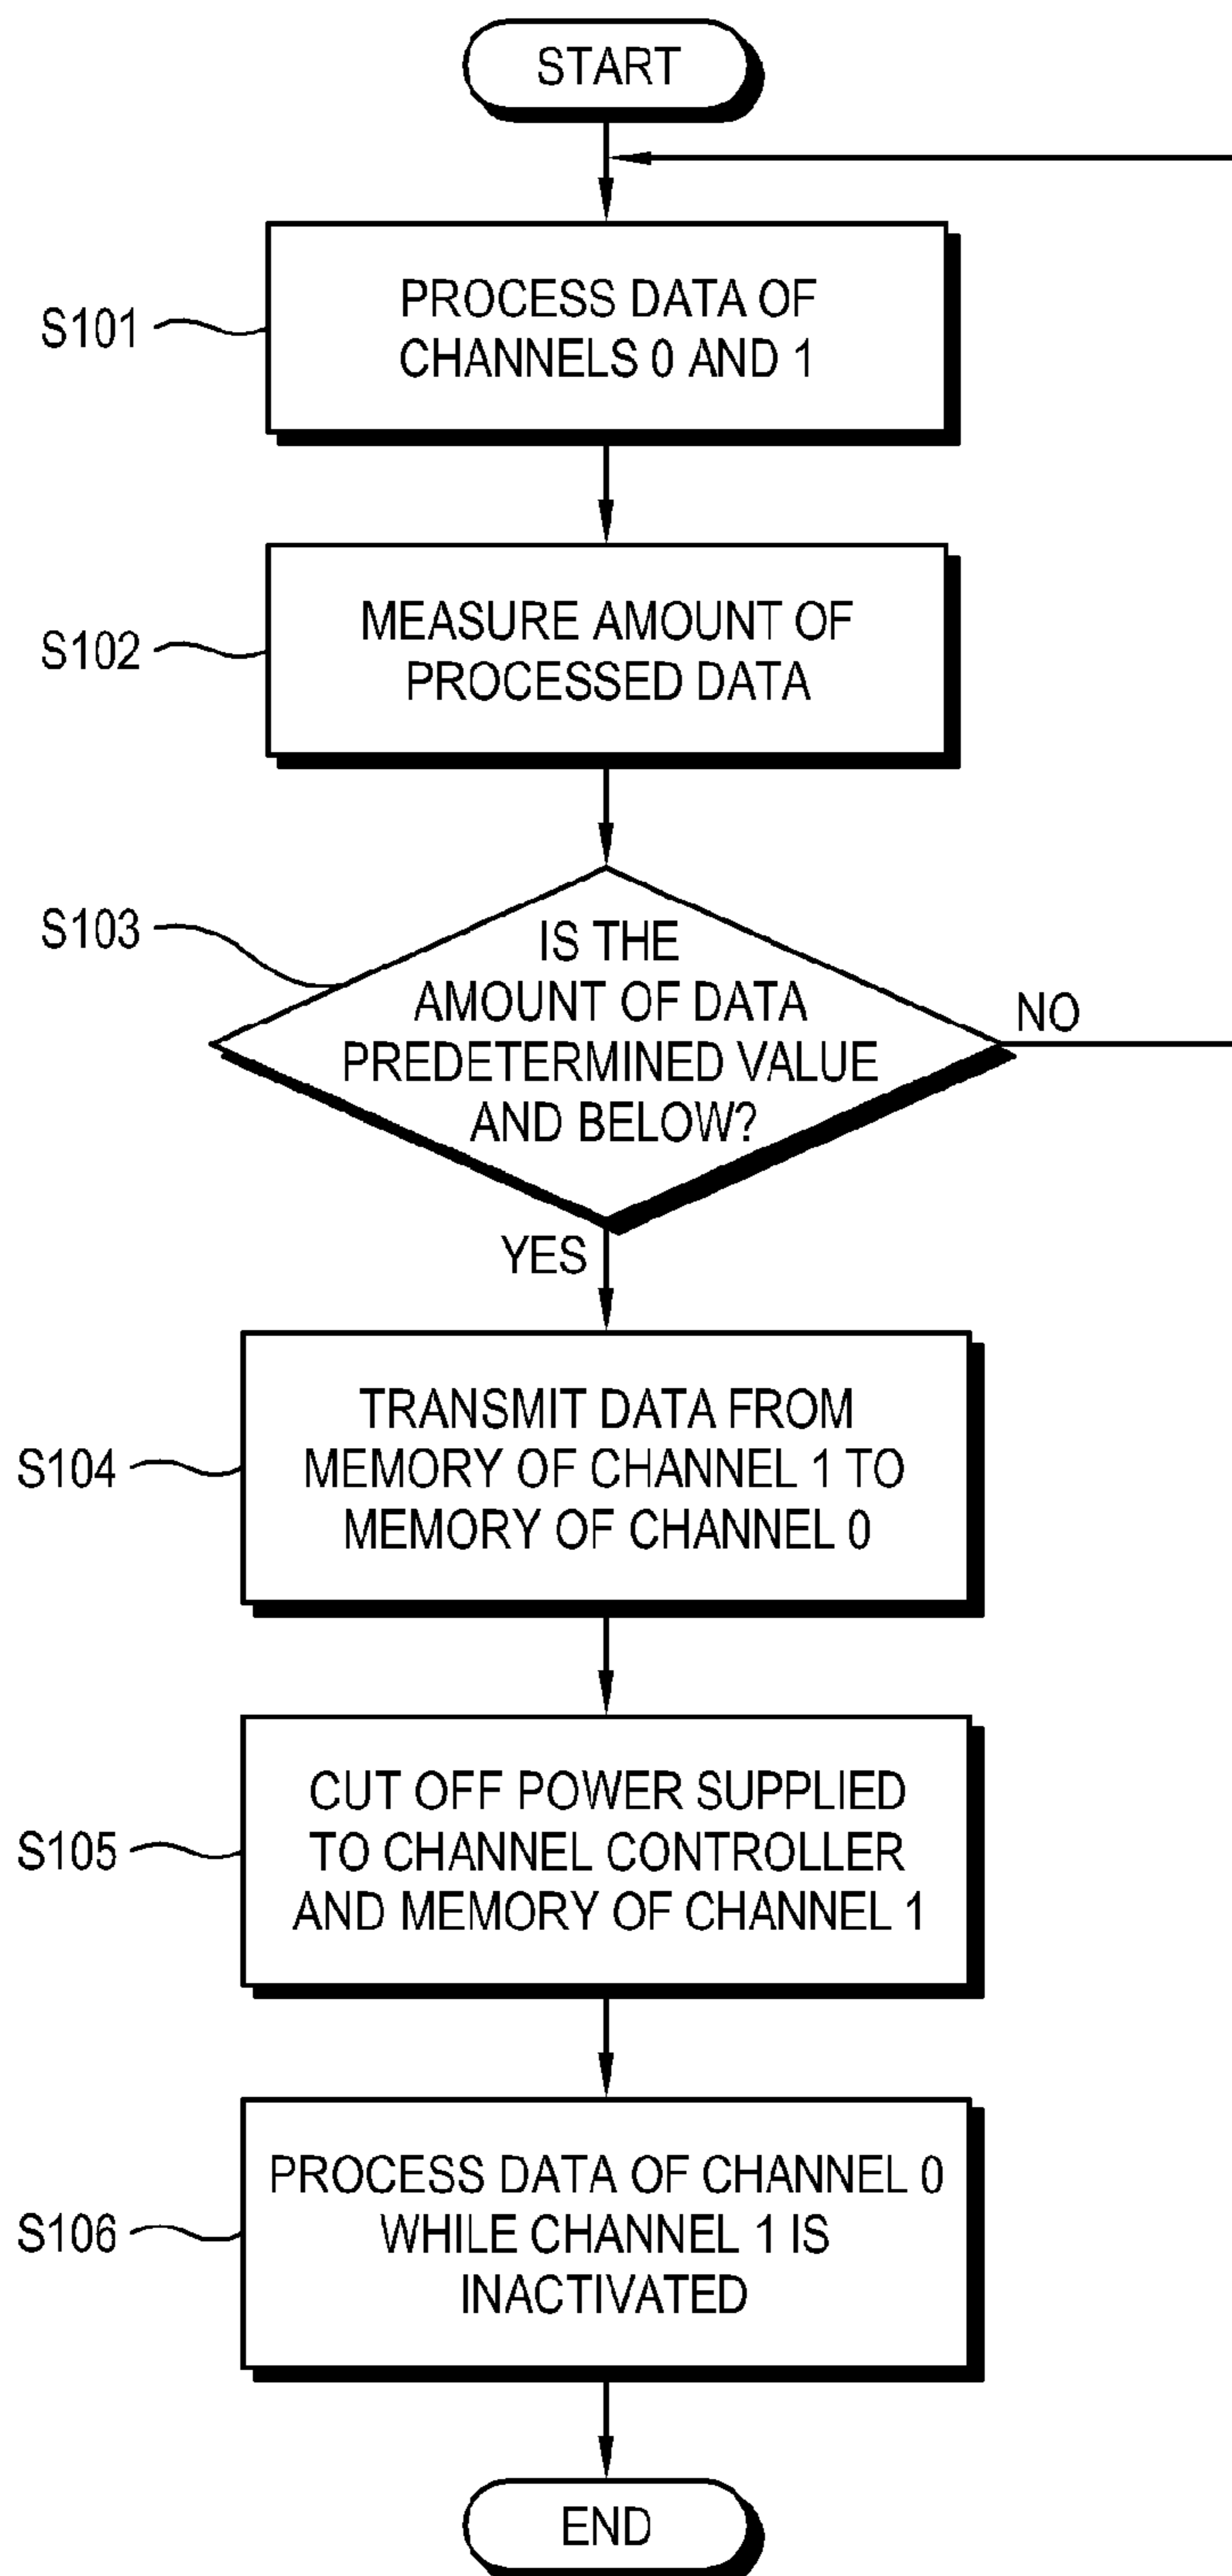 START
S101
PROCESS DATA OF
CHANNELS 0 AND 1
S102
MEASURE AMOUNT OF
PROCESSED DATA
S103
IS THE
AMOUNT OF DATA
PREDETERMINED VALUE
AND BELOW?
NO
YES
S104
TRANSMIT DATA FROM
MEMORY OF CHANNEL 1 TO
MEMORY OF CHANNEL 0
S105
CUT OFF POWER SUPPLIED
TO CHANNEL CONTROLLER
AND MEMORY OF CHANNEL 1
S106
PROCESS DATA OF CHANNEL 0
WHILE CHANNEL 1 IS
INACTIVATED
END